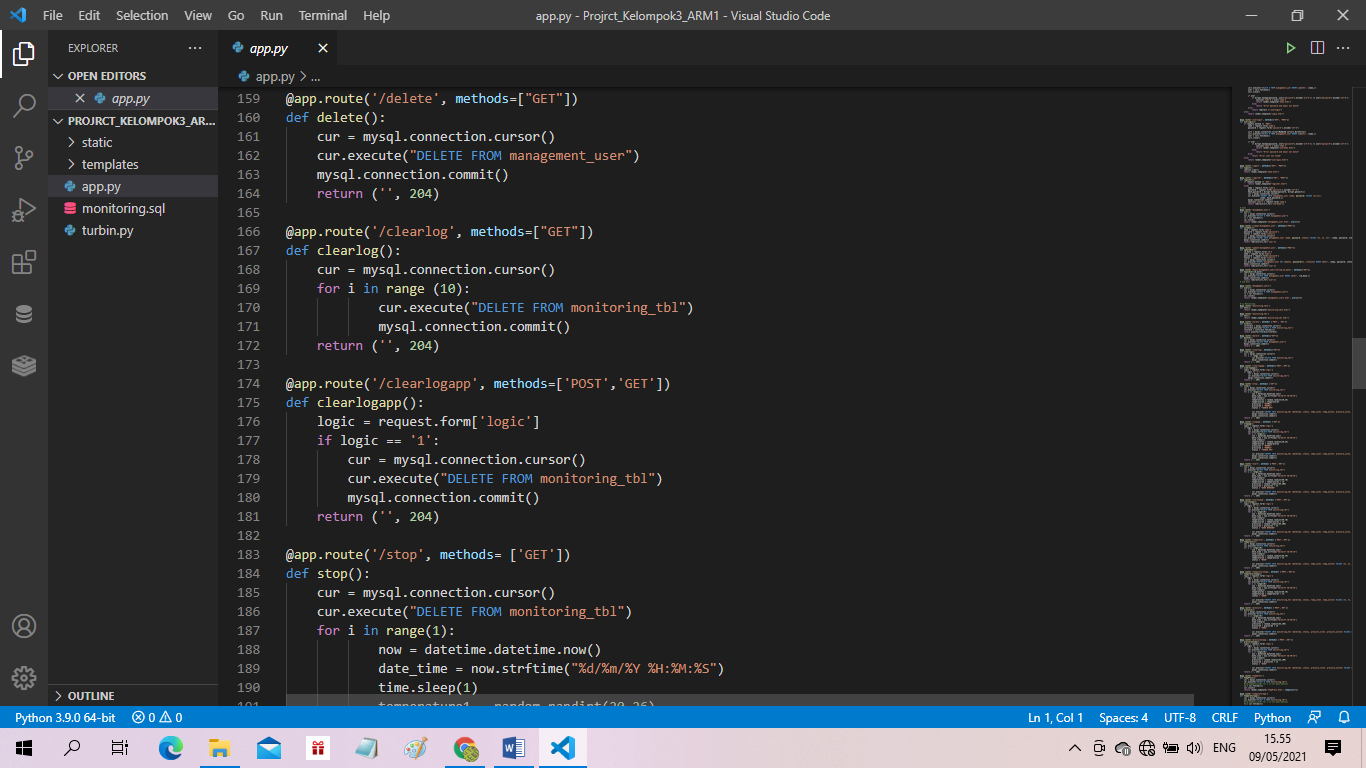 File Edit Selection View Go Run Terminal Help app.py - Projrct_Kelompok3_ARM1 - Visual Studio Code
EXPLORER ···
OPEN EDITORS
app.py
PROJRCT_KELOMPOK3_AR...
static
templates
app.py
monitoring.sql
turbin.py
OUTLINE
app.py
app.py > ...
159 @app.route('/delete', methods=["GET"])
160 def delete():
161     cur = mysql.connection.cursor()
162     cur.execute("DELETE FROM management_user")
163     mysql.connection.commit()
164     return ('', 204)
165
166 @app.route('/clearlog', methods=["GET"])
167 def clearlog():
168     cur = mysql.connection.cursor()
169     for i in range (10):
170             cur.execute("DELETE FROM monitoring_tbl")
171             mysql.connection.commit()
172     return ('', 204)
173
174 @app.route('/clearlogapp', methods=['POST','GET'])
175 def clearlogapp():
176     logic = request.form['logic']
177     if logic == '1':
178         cur = mysql.connection.cursor()
179         cur.execute("DELETE FROM monitoring_tbl")
180         mysql.connection.commit()
181     return ('', 204)
182
183 @app.route('/stop', methods= ['GET'])
184 def stop():
185     cur = mysql.connection.cursor()
186     cur.execute("DELETE FROM monitoring_tbl")
187     for i in range(1):
188             now = datetime.datetime.now()
189             date_time = now.strftime("%d/%m/%Y %H:%M:%S")
190             time.sleep(1)
Python 3.9.0 64-bit 0 0 Ln 1, Col 1 Spaces: 4 UTF-8 CRLF Python
ENG 15.55
09/05/2021